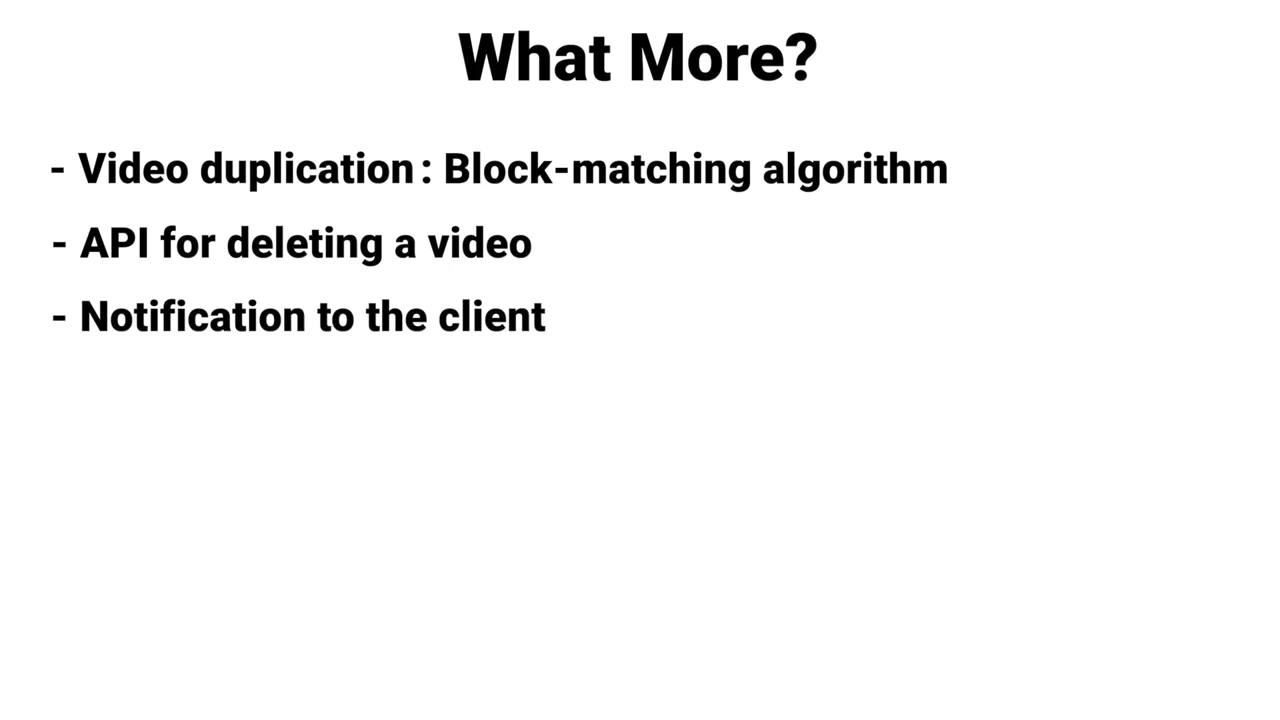 What More?
- Video duplication : Block-matching algorithm
- API for deleting a video
- Notification to the client